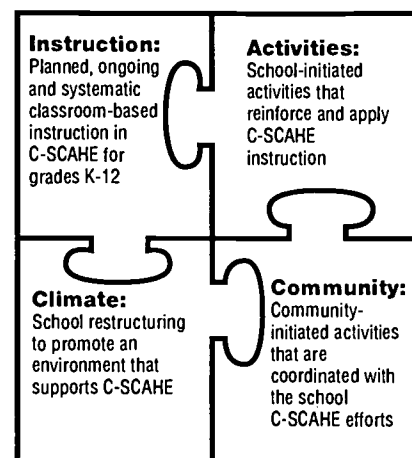 Instruction:
Planned, ongoing
and systematic
classroom-based
instruction in
C-SCAHE for
grades K-12
Activities:
School-initiated
activities that
reinforce and apply
C-SCAHE
instruction
Climate:
School restructuring
to promote an
environment that
supports C-SCAHE
Community:
Community-
initiated activities
that are
coordinated with
the school
C-SCAHE efforts